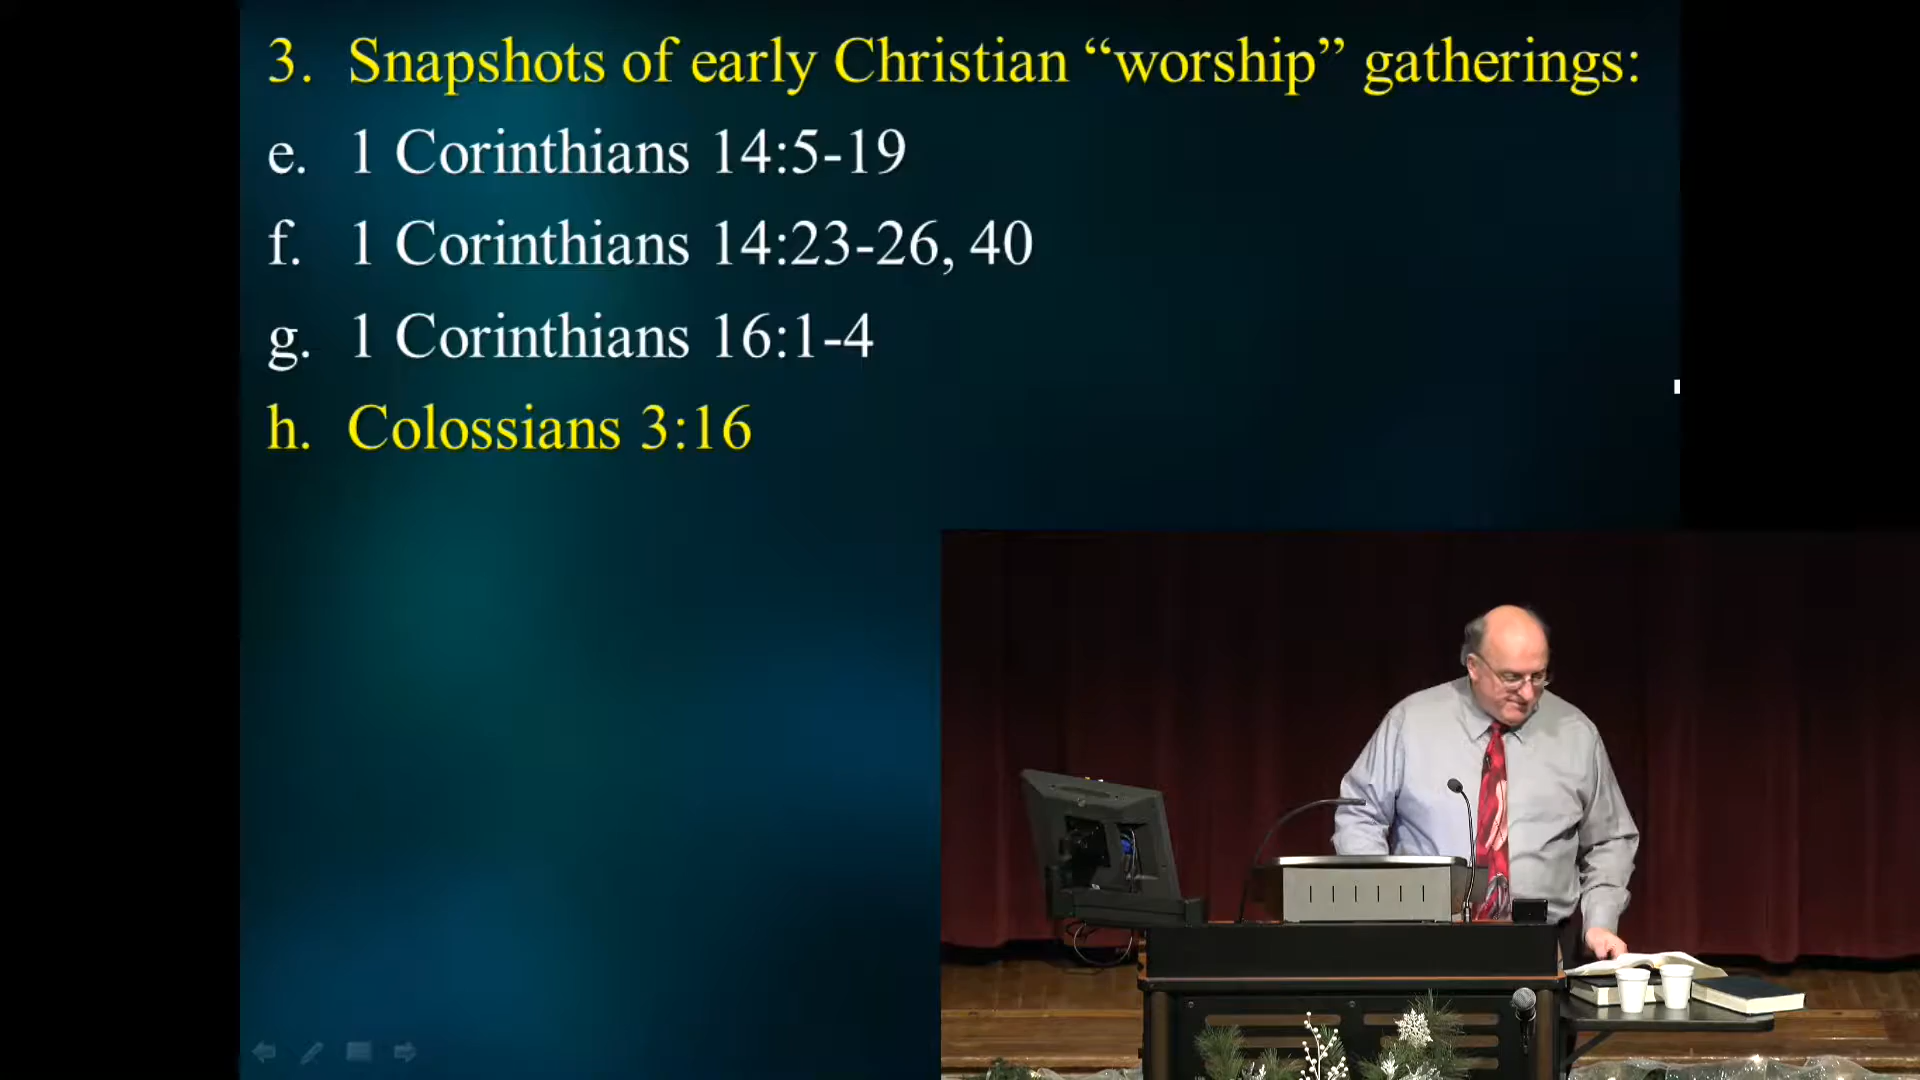 3. Snapshots of early Christian “worship” gatherings:
e. 1 Corinthians 14:5-19
f. 1 Corinthians 14:23-26, 40
g. 1 Corinthians 16:1-4
h. Colossians 3:16